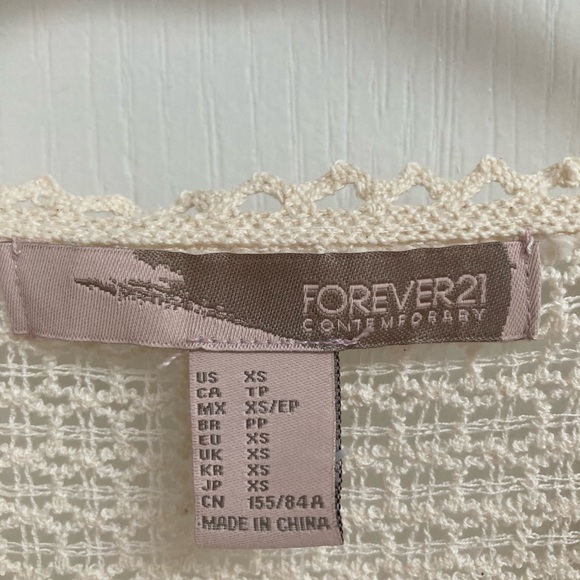 FOREVER21
CONTEMPORARY
US XS
CA TP
MX XS/EP
BR PP
EU XS
UK XS
KR XS
JP XS
CN 155/84A
MADE IN CHINA